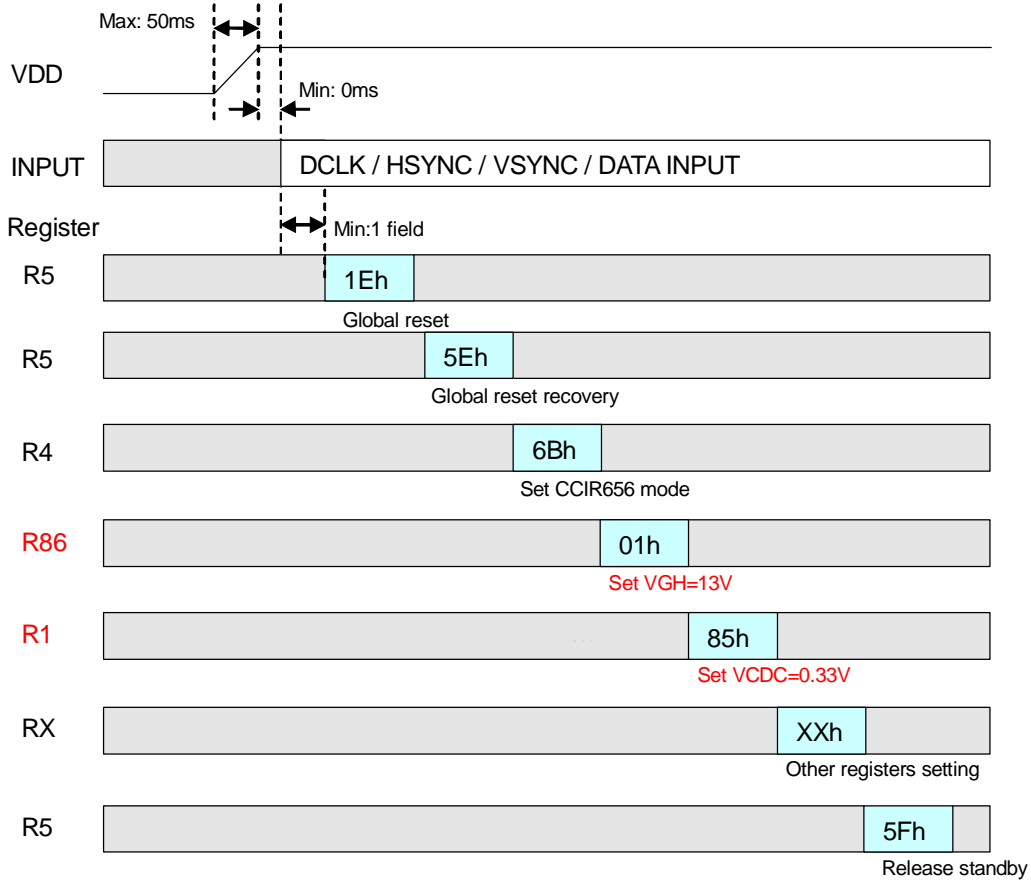 Max: 50ms
VDD
Min: 0ms
INPUT
DCLK / HSYNC / VSYNC / DATA INPUT
Register
Min:1 field
R5
1Eh
Global reset
R5
5Eh
Global reset recovery
R4
6Bh
Set CCIR656 mode
R86
01h
Set VGH=13V
R1
...
85h
Set VCDC=0.33V
RX
XXh
Other registers setting
R5
5Fh
Release standby